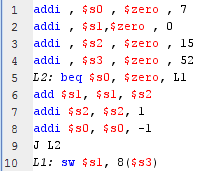 1 addi , $s0 , $zero , 7
2 addi , $s1,$zero , 0
3 addi , $s2 , $zero , 15
4 addi , $s3 , $zero , 52
5 L2: beq $s0, $zero, L1
6 add $s1, $s1, $s2
7 addi $s2, $s2, 1
8 addi $s0, $s0, -1
9 J L2
10 L1: sw $s1, 8($s3)